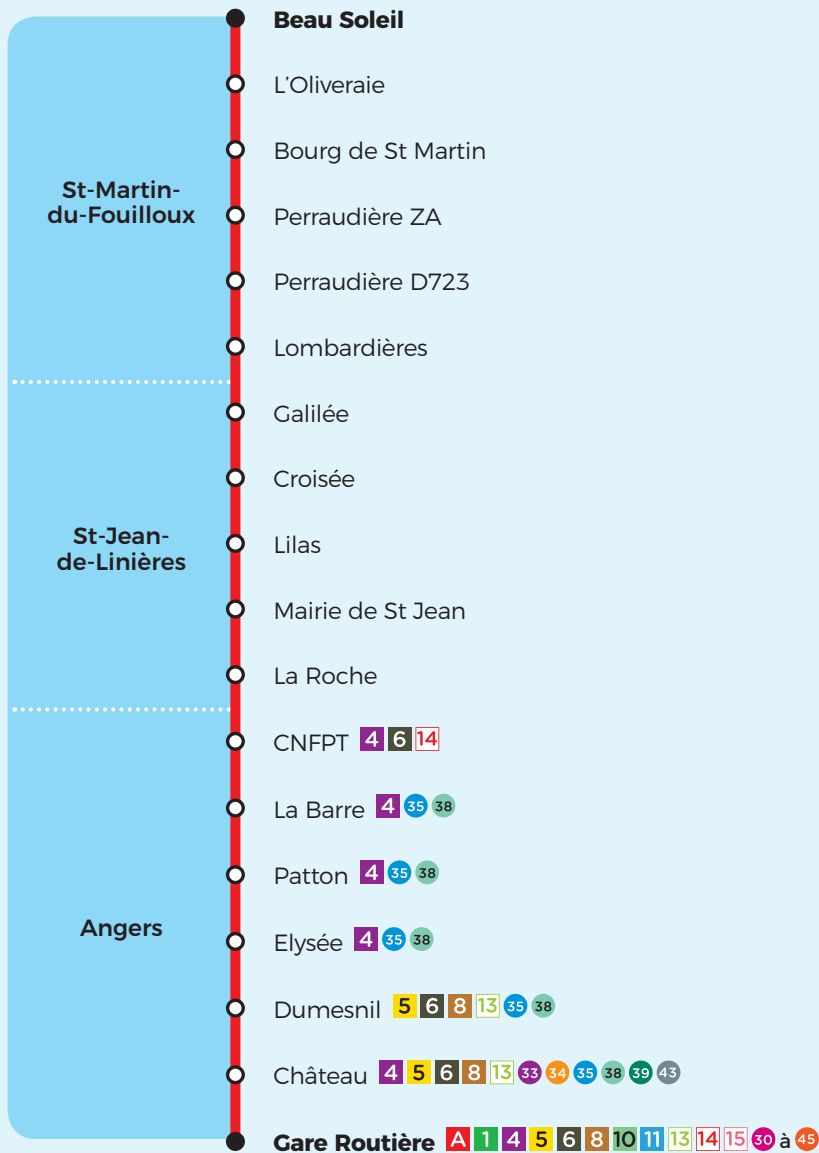 Beau Soleil
L'Oliveraie
Bourg de St Martin
St-Martin-
du-Fouilloux
Perraudière ZA
Perraudière D723
Lombardières
Galilée
Croisée
St-Jean-
de-Linières
Lilas
Mairie de St Jean
La Roche
CNFPT 4 6 14
La Barre 4 35 38
Patton 4 35 38
Angers
Elysée 4 35 38
Dumesnil 5 6 8 13 35 38
Château 4 5 6 8 13 33 34 35 38 39 43
Gare Routière A 1 4 5 6 8 10 11 13 14 15 30 à 45